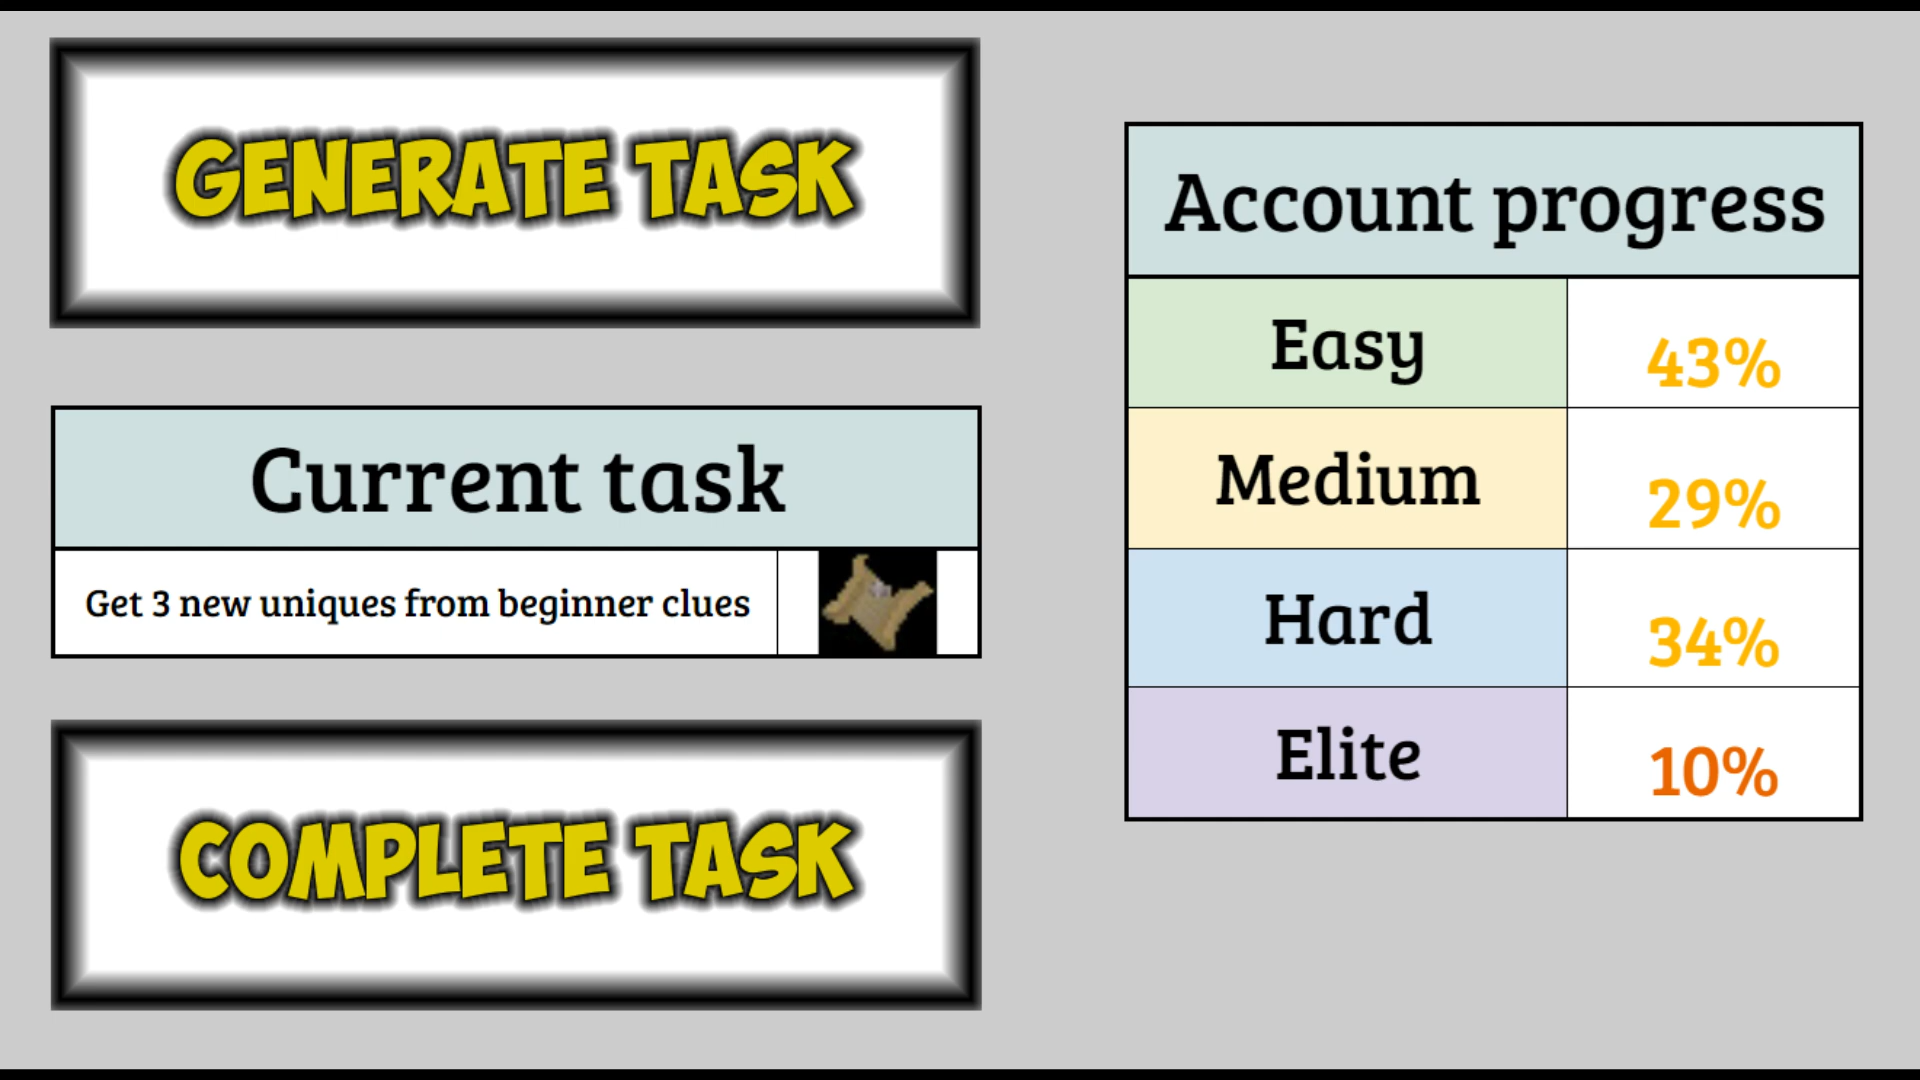 GENERATE TASK
Current task
Get 3 new uniques from beginner clues
COMPLETE TASK
Account progress
Easy 43%
Medium 29%
Hard 34%
Elite 10%